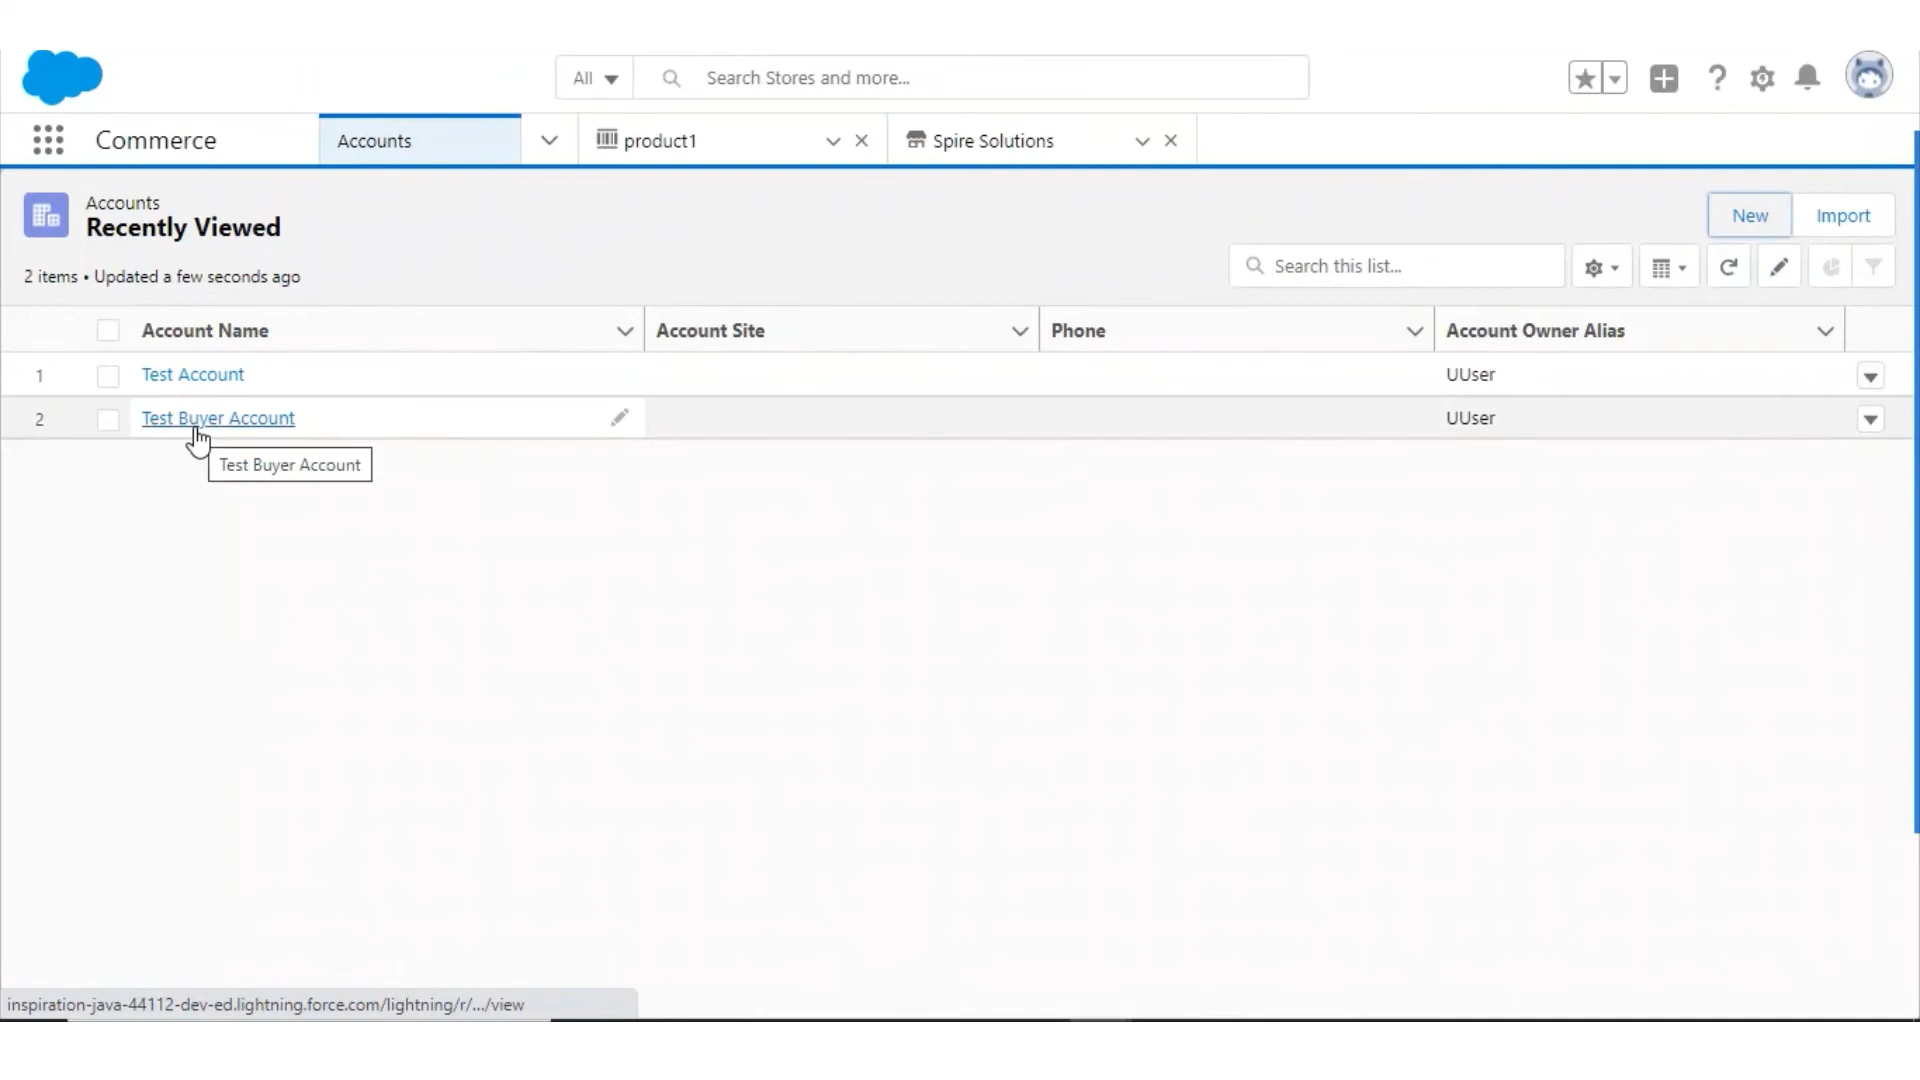 All
Search Stores and more...
Commerce
Accounts
product1
Spire Solutions
Accounts
Recently Viewed
New
Import
2 items • Updated a few seconds ago
Search this list...
Account Name
Account Site
Phone
Account Owner Alias
1
Test Account
UUser
2
Test Buyer Account
UUser
Test Buyer Account
inspiration-java-44112-dev-ed.lightning.force.com/lightning/r/.../view